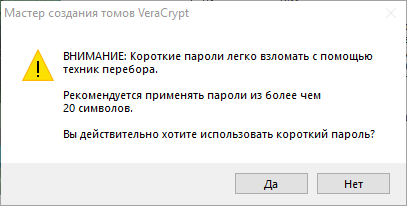 Мастер создания томов VeraCrypt
ВНИМАНИЕ: Короткие пароли легко взломать с помощью
техник перебора.
Рекомендуется применять пароли из более чем
20 символов.
Вы действительно хотите использовать короткий пароль?
Да
Нет